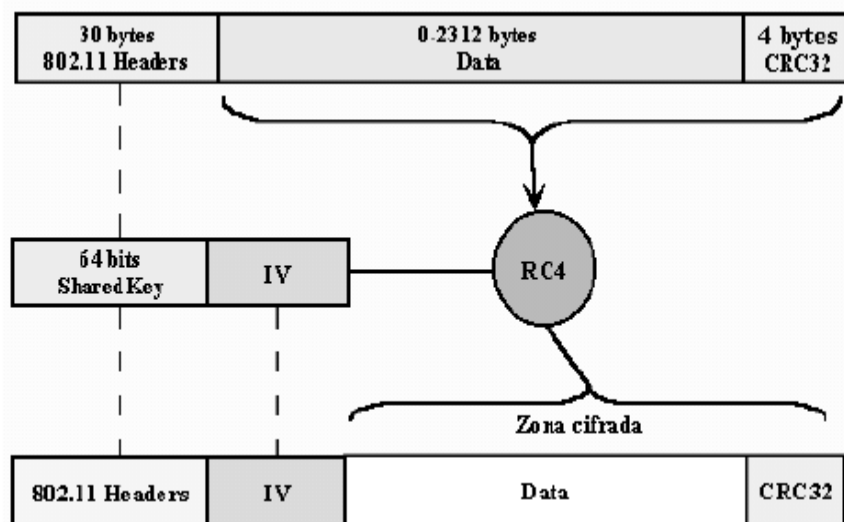 30 bytes
802.11 Headers
0-2312 bytes
Data
4 bytes
CRC32
64 bits
Shared Key
IV
RC4
Zona cifrada
802.11 Headers
IV
Data
CRC32